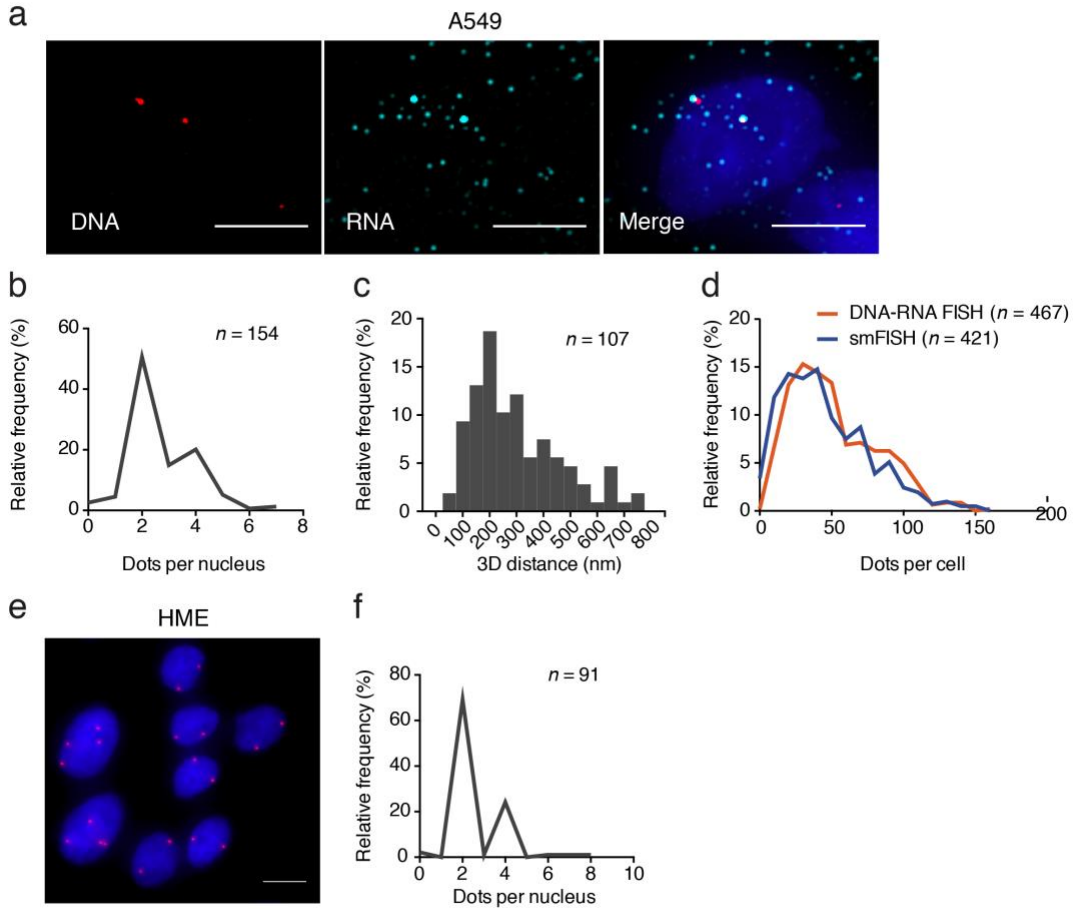 a
A549
DNA
RNA
Merge
b
Relative frequency (%)
60
40
20
0
n = 154
0 2 4 6 8
Dots per nucleus
c
Relative frequency (%)
20
15
10
5
0
n = 107
0 100 200 300 400 500 600 700 800
3D distance (nm)
d
DNA-RNA FISH (n = 467)
smFISH (n = 421)
Relative frequency (%)
20
15
10
5
0
0 50 100 150 200
Dots per cell
e
HME
f
Relative frequency (%)
80
60
40
20
0
n = 91
0 2 4 6 8 10
Dots per nucleus